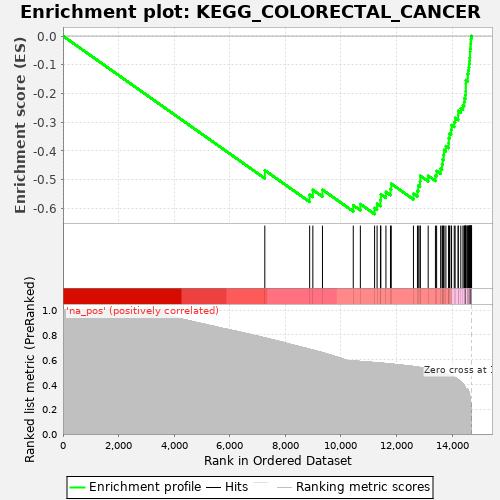 Enrichment plot: KEGG_COLORECTAL_CANCER
Enrichment score (ES)
0.0
-0.1
-0.2
-0.3
-0.4
-0.5
-0.6
'na_pos' (positively correlated)
Ranked list metric (PreRanked)
1.0
0.8
0.6
0.4
0.2
0.0
Zero cross at 1
0
2,000
4,000
6,000
8,000
10,000
12,000
14,000
Rank in Ordered Dataset
Enrichment profile
Hits
Ranking metric scores